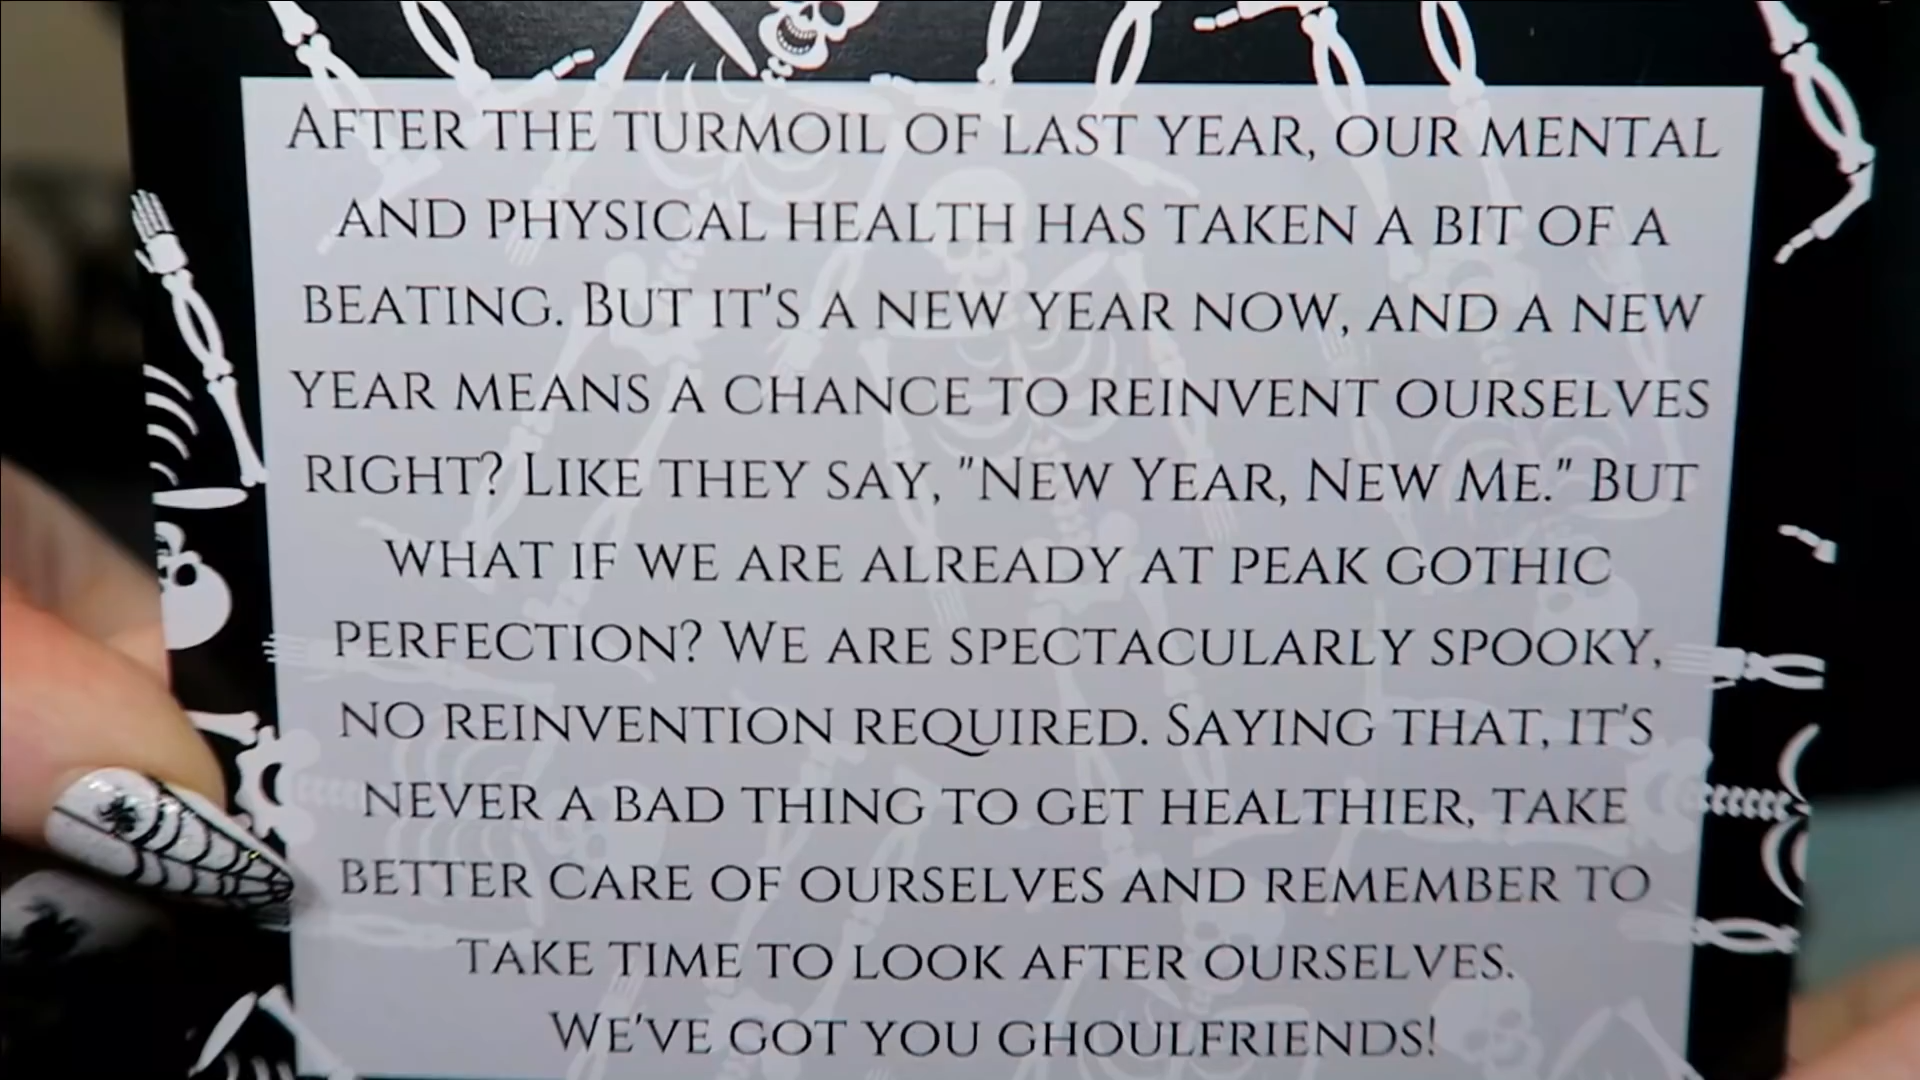 After the turmoil of last year, our mental
and physical health has taken a bit of a
beating. But it's a new year now, and a new
year means a chance to reinvent ourselves
right? Like they say, "New Year, New Me." But
what if we are already at peak gothic
perfection? We are spectacularly spooky,
no reinvention required. Saying that, it's
never a bad thing to get healthier, take
better care of ourselves and remember to
take time to look after ourselves.
We've got you ghoulfriends!